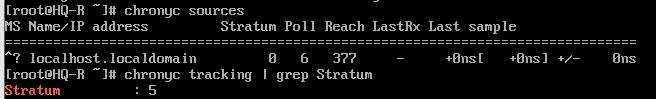 [root@HQ-R ~]# chronyc sources
MS Name/IP address         Stratum Poll Reach LastRx Last sample
===============================================================================
^? localhost.localdomain         0   6   377     -     +0ns[   +0ns] +/-    0ns
[root@HQ-R ~]# chronyc tracking | grep Stratum
Stratum         : 5